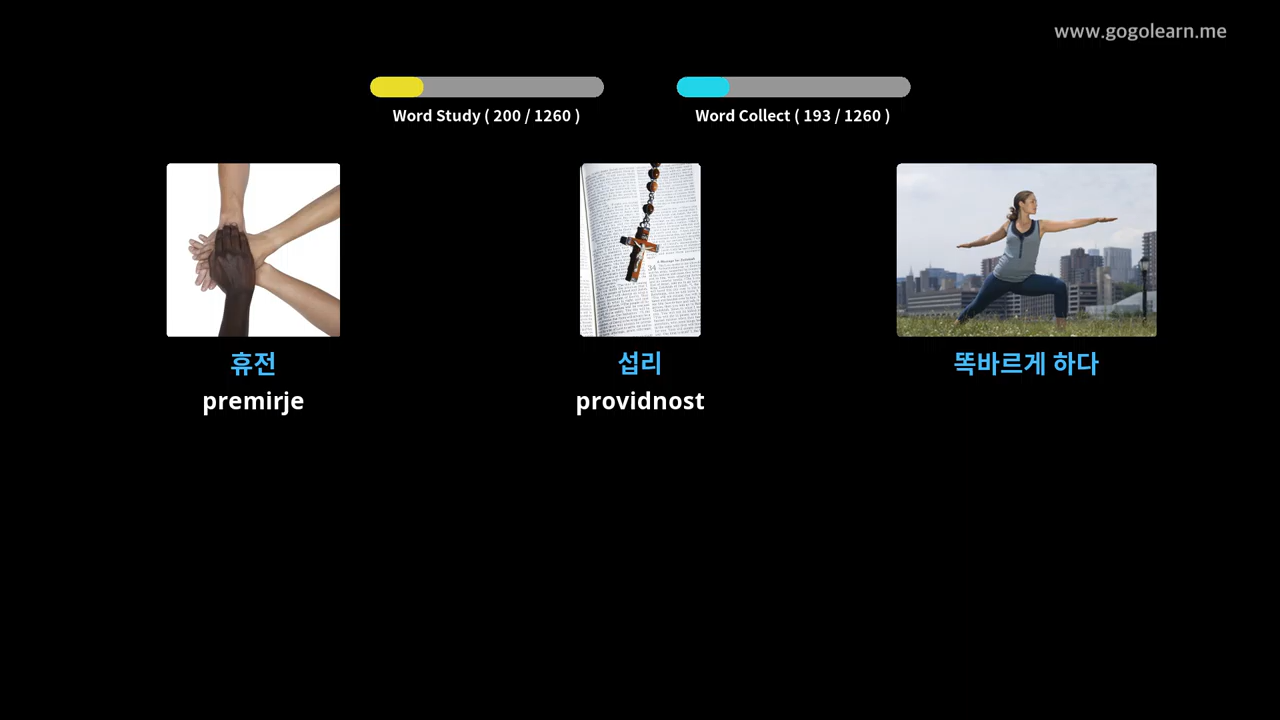 www.gogolearn.me
Word Study ( 200 / 1260 )
Word Collect ( 193 / 1260 )
휴전
섭리
똑바르게 하다
premirje
providnost
34